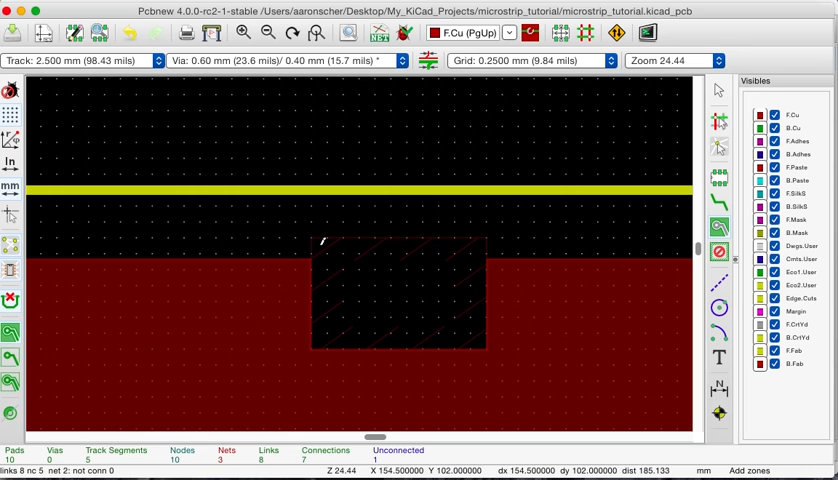 Pcbnew 4.0.0-rc2-1-stable /Users/aaronscher/Desktop/My_KiCad_Projects/microstrip_tutorial/microstrip_tutorial.kicad_pcb
NET
F.Cu (PgUp)
Track: 2.500 mm (98.43 mils)
Via: 0.60 mm (23.6 mils)/ 0.40 mm (15.7 mils) *
Grid: 0.2500 mm (9.84 mils)
Zoom 24.44
In
mm
T
N
Visibles
F.Cu
B.Cu
F.Adhes
B.Adhes
F.Paste
B.Paste
F.SilkS
B.SilkS
F.Mask
B.Mask
Dwgs.User
Cmts.User
Eco1.User
Eco2.User
Edge.Cuts
Margin
F.CrtYd
B.CrtYd
F.Fab
B.Fab
Pads Vias Track Segments Nodes Nets Links Connections Unconnected
10 0 5 10 3 8 7 1
links 8 nc 5 net 2: not conn 0 Z 24.44 X 154.500000 Y 102.000000 dx 154.500000 dy 102.000000 dist 185.133 mm Add zones